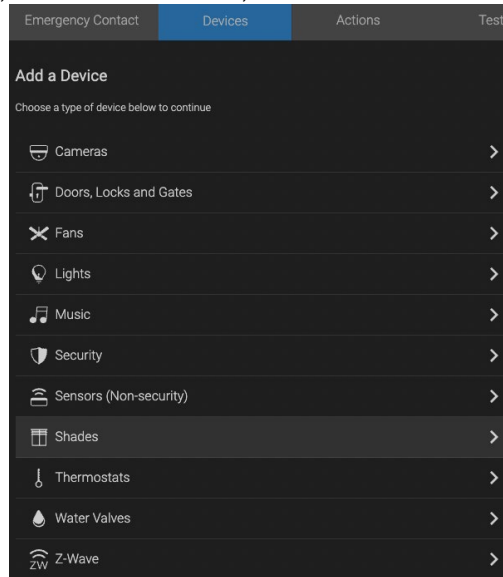 Emergency Contact Devices Actions Test
Add a Device
Choose a type of device below to continue
Cameras
Doors, Locks and Gates
Fans
Lights
Music
Security
Sensors (Non-security)
Shades
Thermostats
Water Valves
ZW Z-Wave